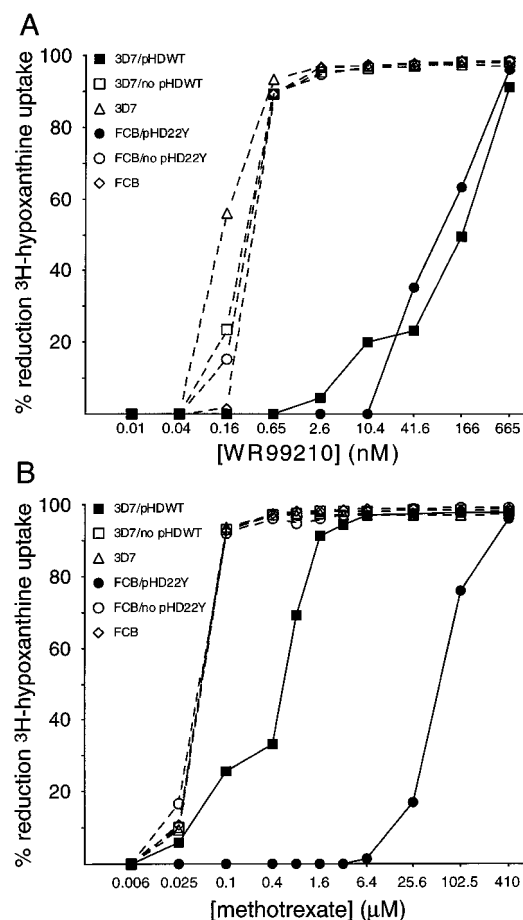 A
100
80
60
40
20
% reduction ³H-hypoxanthine uptake
3D7/pHDWT
3D7/no pHDWT
3D7
FCB/pHD22Y
FCB/no pHD22Y
FCB
0.01 0.04 0.16 0.65 2.6 10.4 41.6 166 665
[WR99210] (nM)
B
100
80
60
40
20
% reduction ³H-hypoxanthine uptake
3D7/pHDWT
3D7/no pHDWT
3D7
FCB/pHD22Y
FCB/no pHD22Y
FCB
0.006 0.025 0.1 0.4 1.6 6.4 25.6 102.5 410
[methotrexate] (µM)